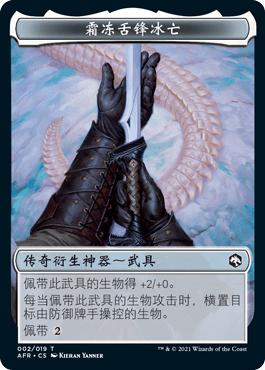 霜冻舌锋冰亡
传奇衍生神器～武具
佩带此武具的生物得 +2/+0。
每当佩带此武具的生物攻击时，横置目
标由防御牌手操控的生物。
佩带 2
002/019 T
AFR • CS KIERAN YANNER
™ & © 2021 Wizards of the Coast